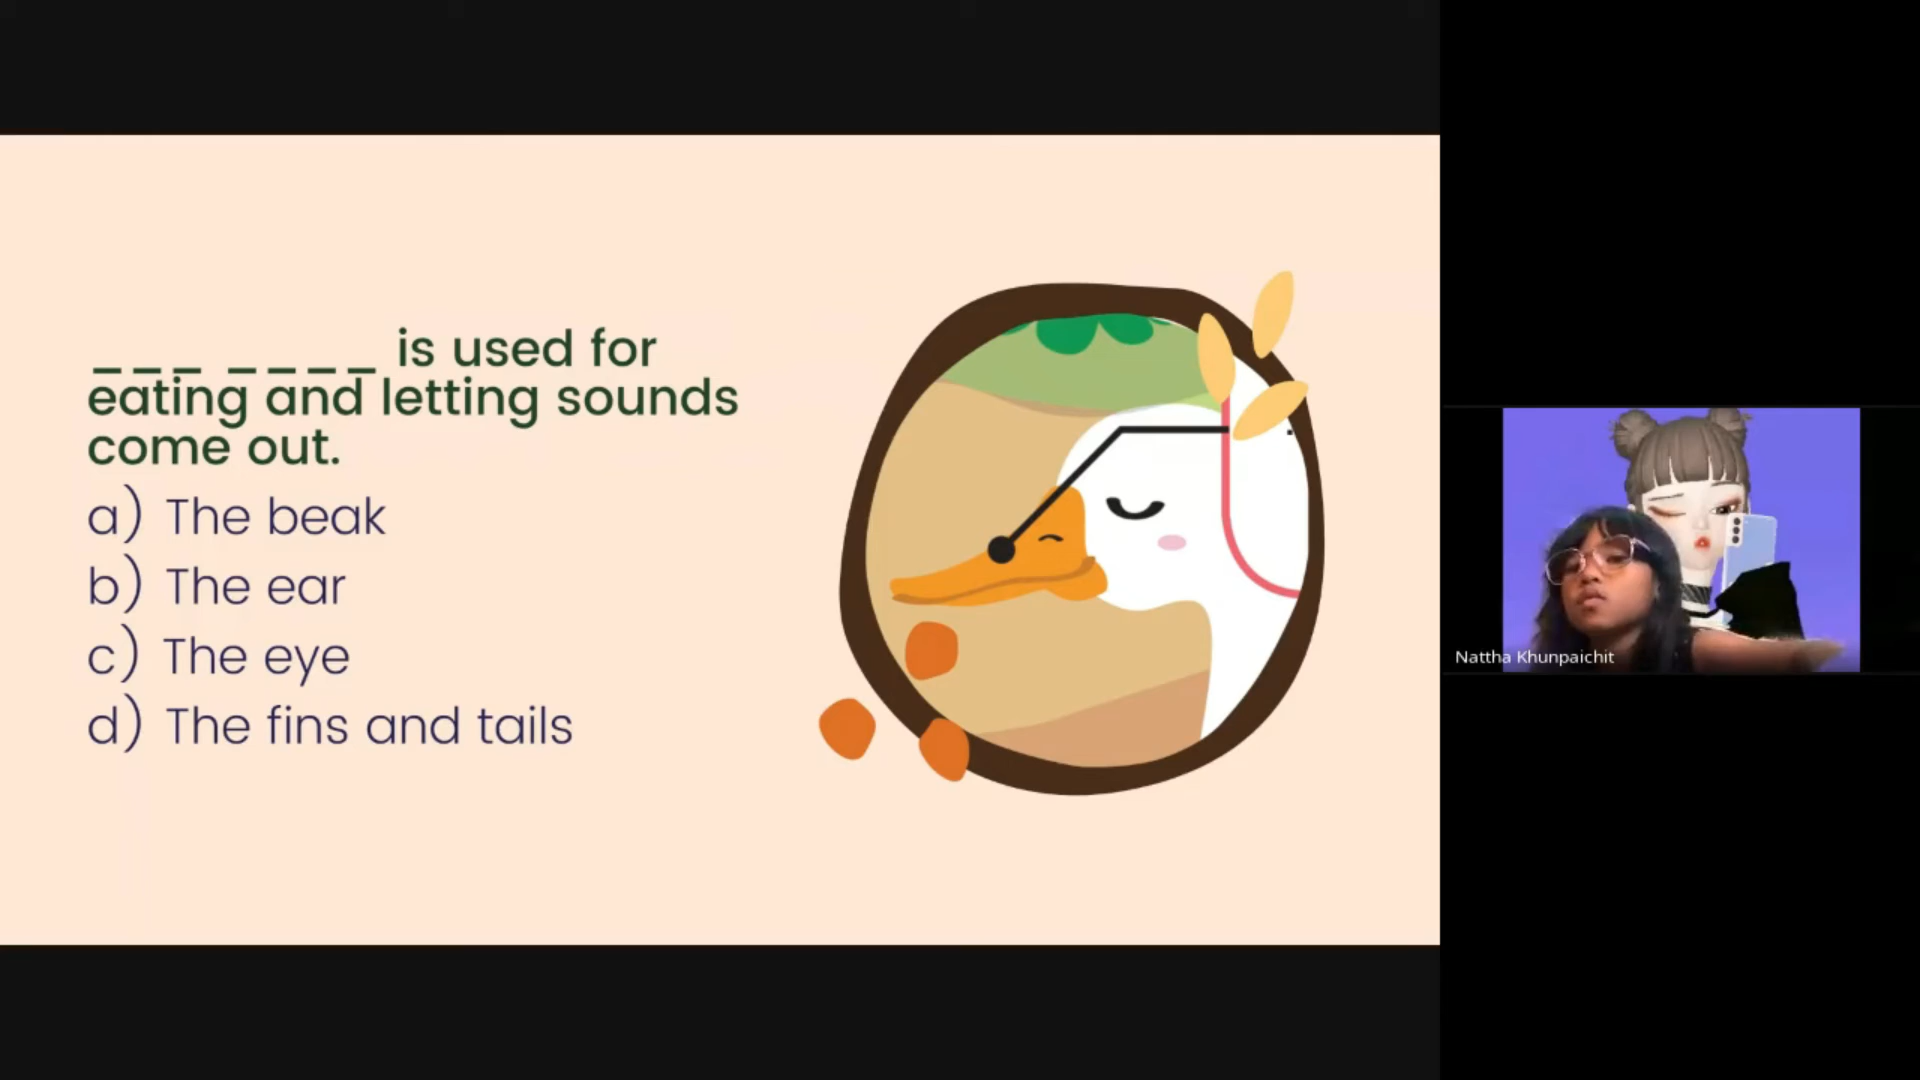 ___ ____ is used for
eating and letting sounds
come out.
a) The beak
b) The ear
c) The eye
d) The fins and tails
Nattha Khunpaichit